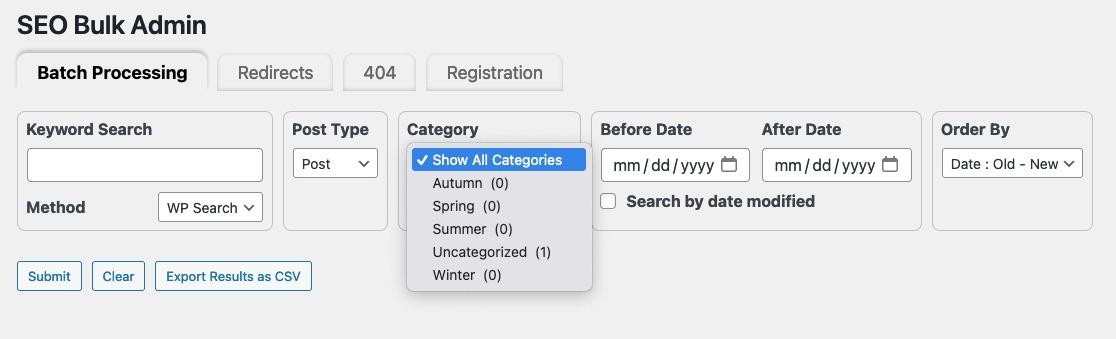 SEO Bulk Admin
Batch Processing Redirects 404 Registration
Keyword Search Post Type Category Before Date After Date Order By
Post ✓ Show All Categories mm/dd/yyyy mm/dd/yyyy Date : Old - New
Autumn (0)
Method WP Search Spring (0) Search by date modified
Summer (0)
Uncategorized (1)
Submit Clear Export Results as CSV Winter (0)